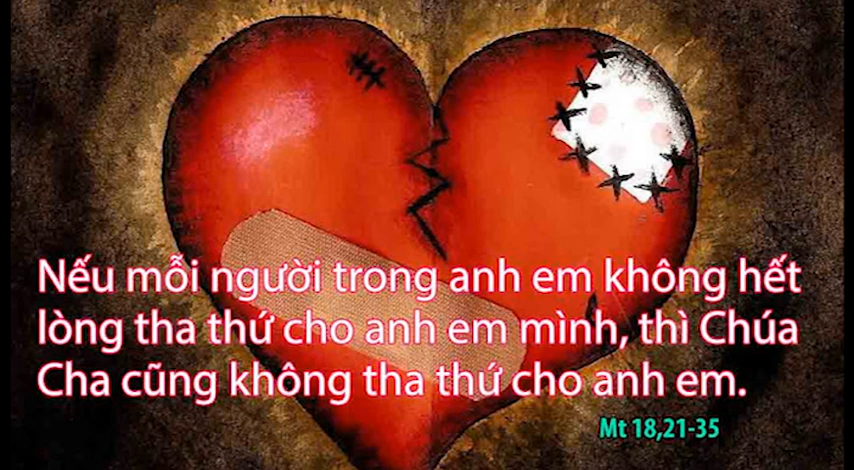 Nếu mỗi người trong anh em không hết
lòng tha thứ cho anh em mình, thì Chúa
Cha cũng không tha thứ cho anh em.
Mt 18,21-35